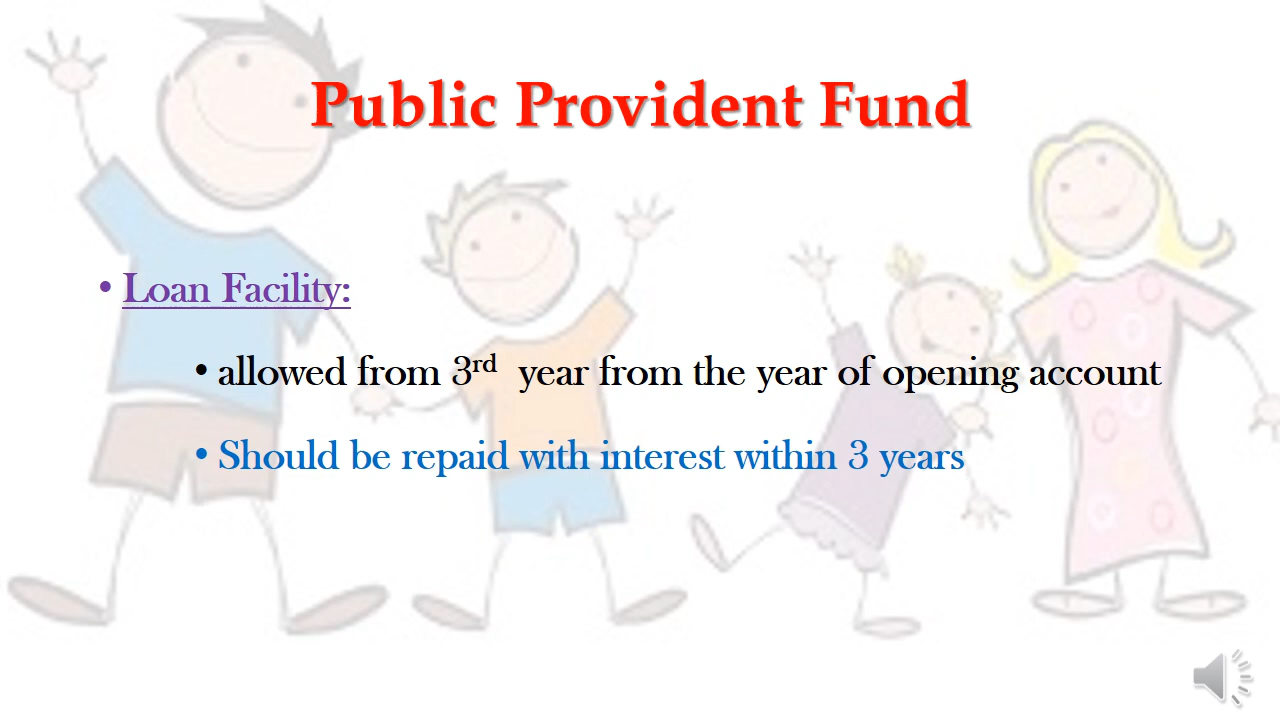 Public Provident Fund
• Loan Facility:
• allowed from 3rd year from the year of opening account
• Should be repaid with interest within 3 years